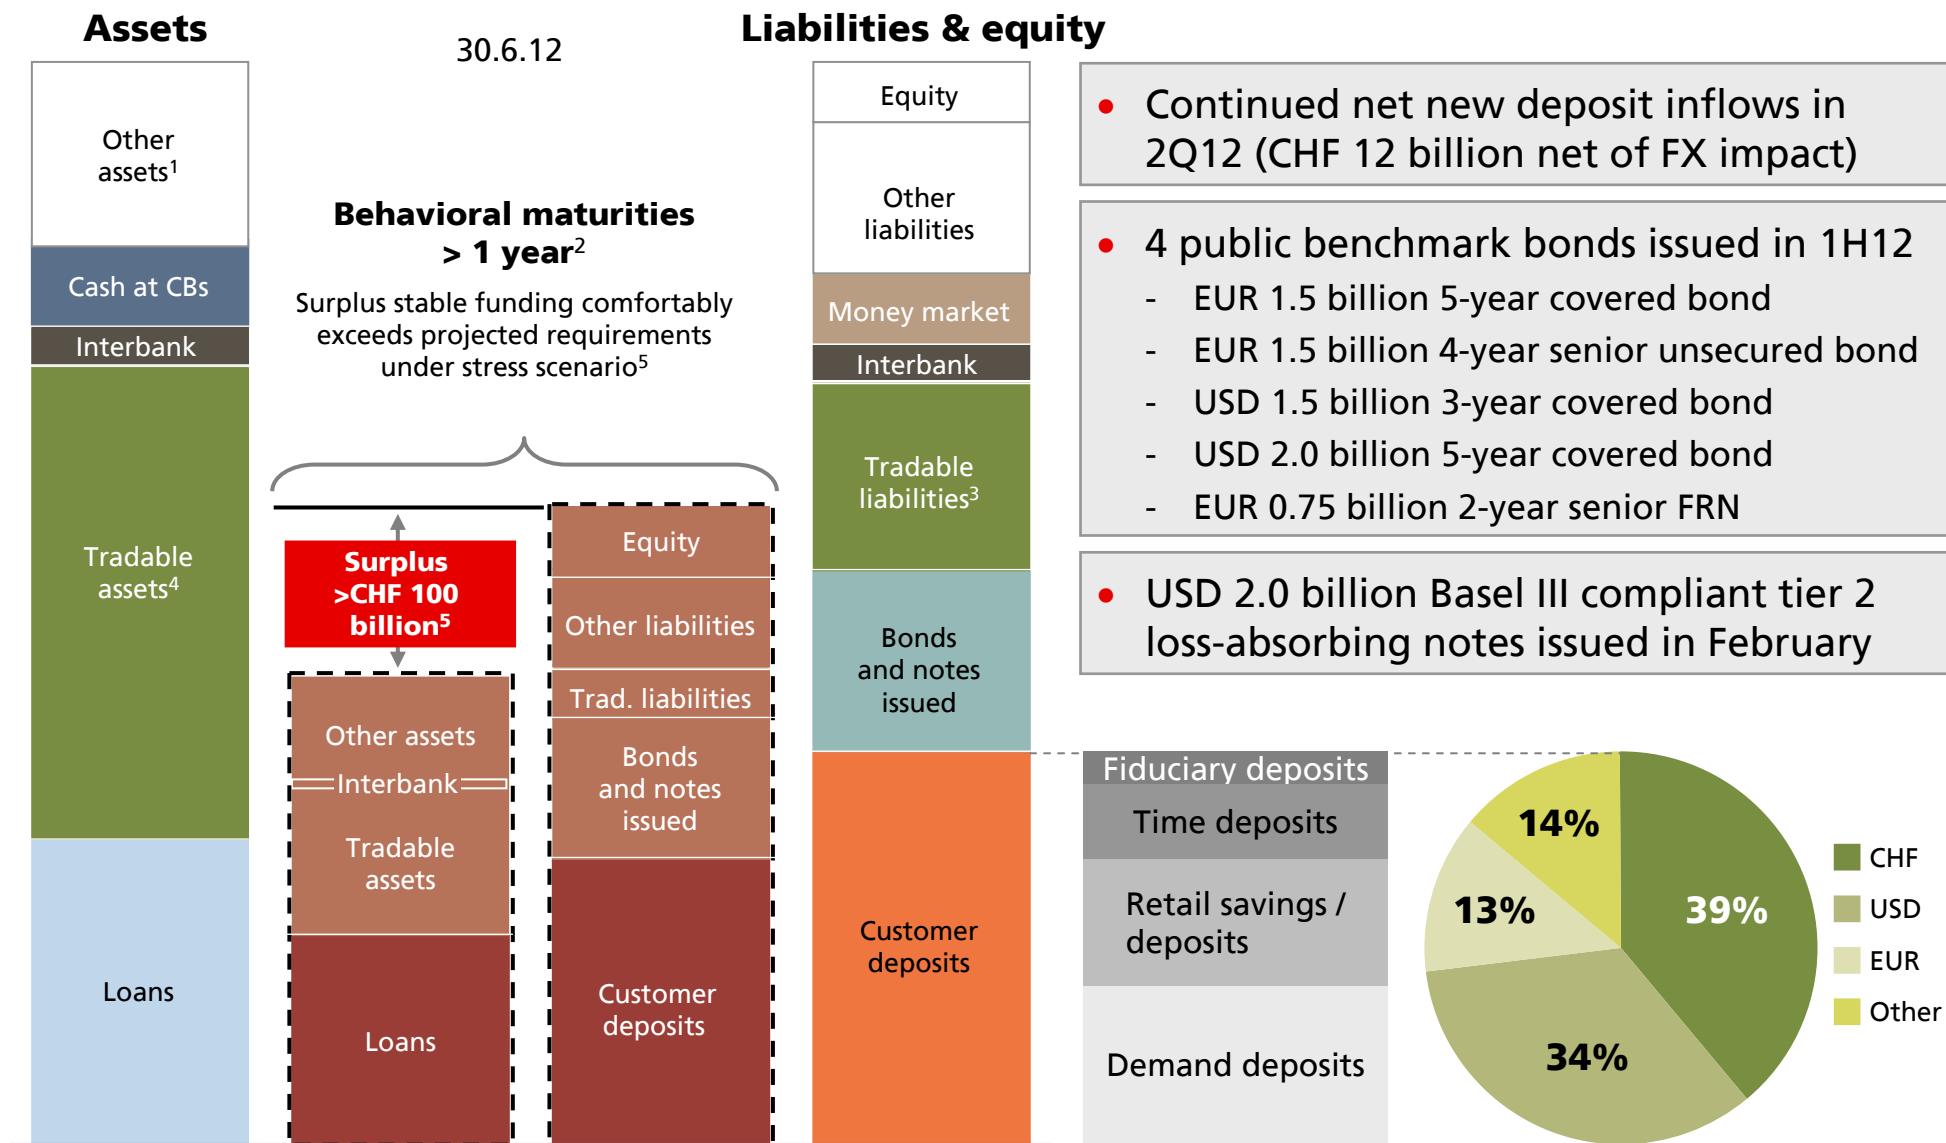 Assets
30.6.12
Liabilities & equity
Other
assets¹
Cash at CBs
Interbank
Tradable
assets⁴
Loans
Behavioral maturities
> 1 year²
Surplus stable funding comfortably
exceeds projected requirements
under stress scenario⁵
Surplus
>CHF 100
billion⁵
Other assets
Interbank
Tradable
assets
Loans
Equity
Other liabilities
Trad. liabilities
Bonds
and notes
issued
Customer
deposits
Equity
Other
liabilities
Money market
Interbank
Tradable
liabilities³
Bonds
and notes
issued
Customer
deposits
• Continued net new deposit inflows in
2Q12 (CHF 12 billion net of FX impact)
• 4 public benchmark bonds issued in 1H12
- EUR 1.5 billion 5-year covered bond
- EUR 1.5 billion 4-year senior unsecured bond
- USD 1.5 billion 3-year covered bond
- USD 2.0 billion 5-year covered bond
- EUR 0.75 billion 2-year senior FRN
• USD 2.0 billion Basel III compliant tier 2
loss-absorbing notes issued in February
Fiduciary deposits
Time deposits
Retail savings /
deposits
Demand deposits
14%
13%
39%
34%
CHF
USD
EUR
Other